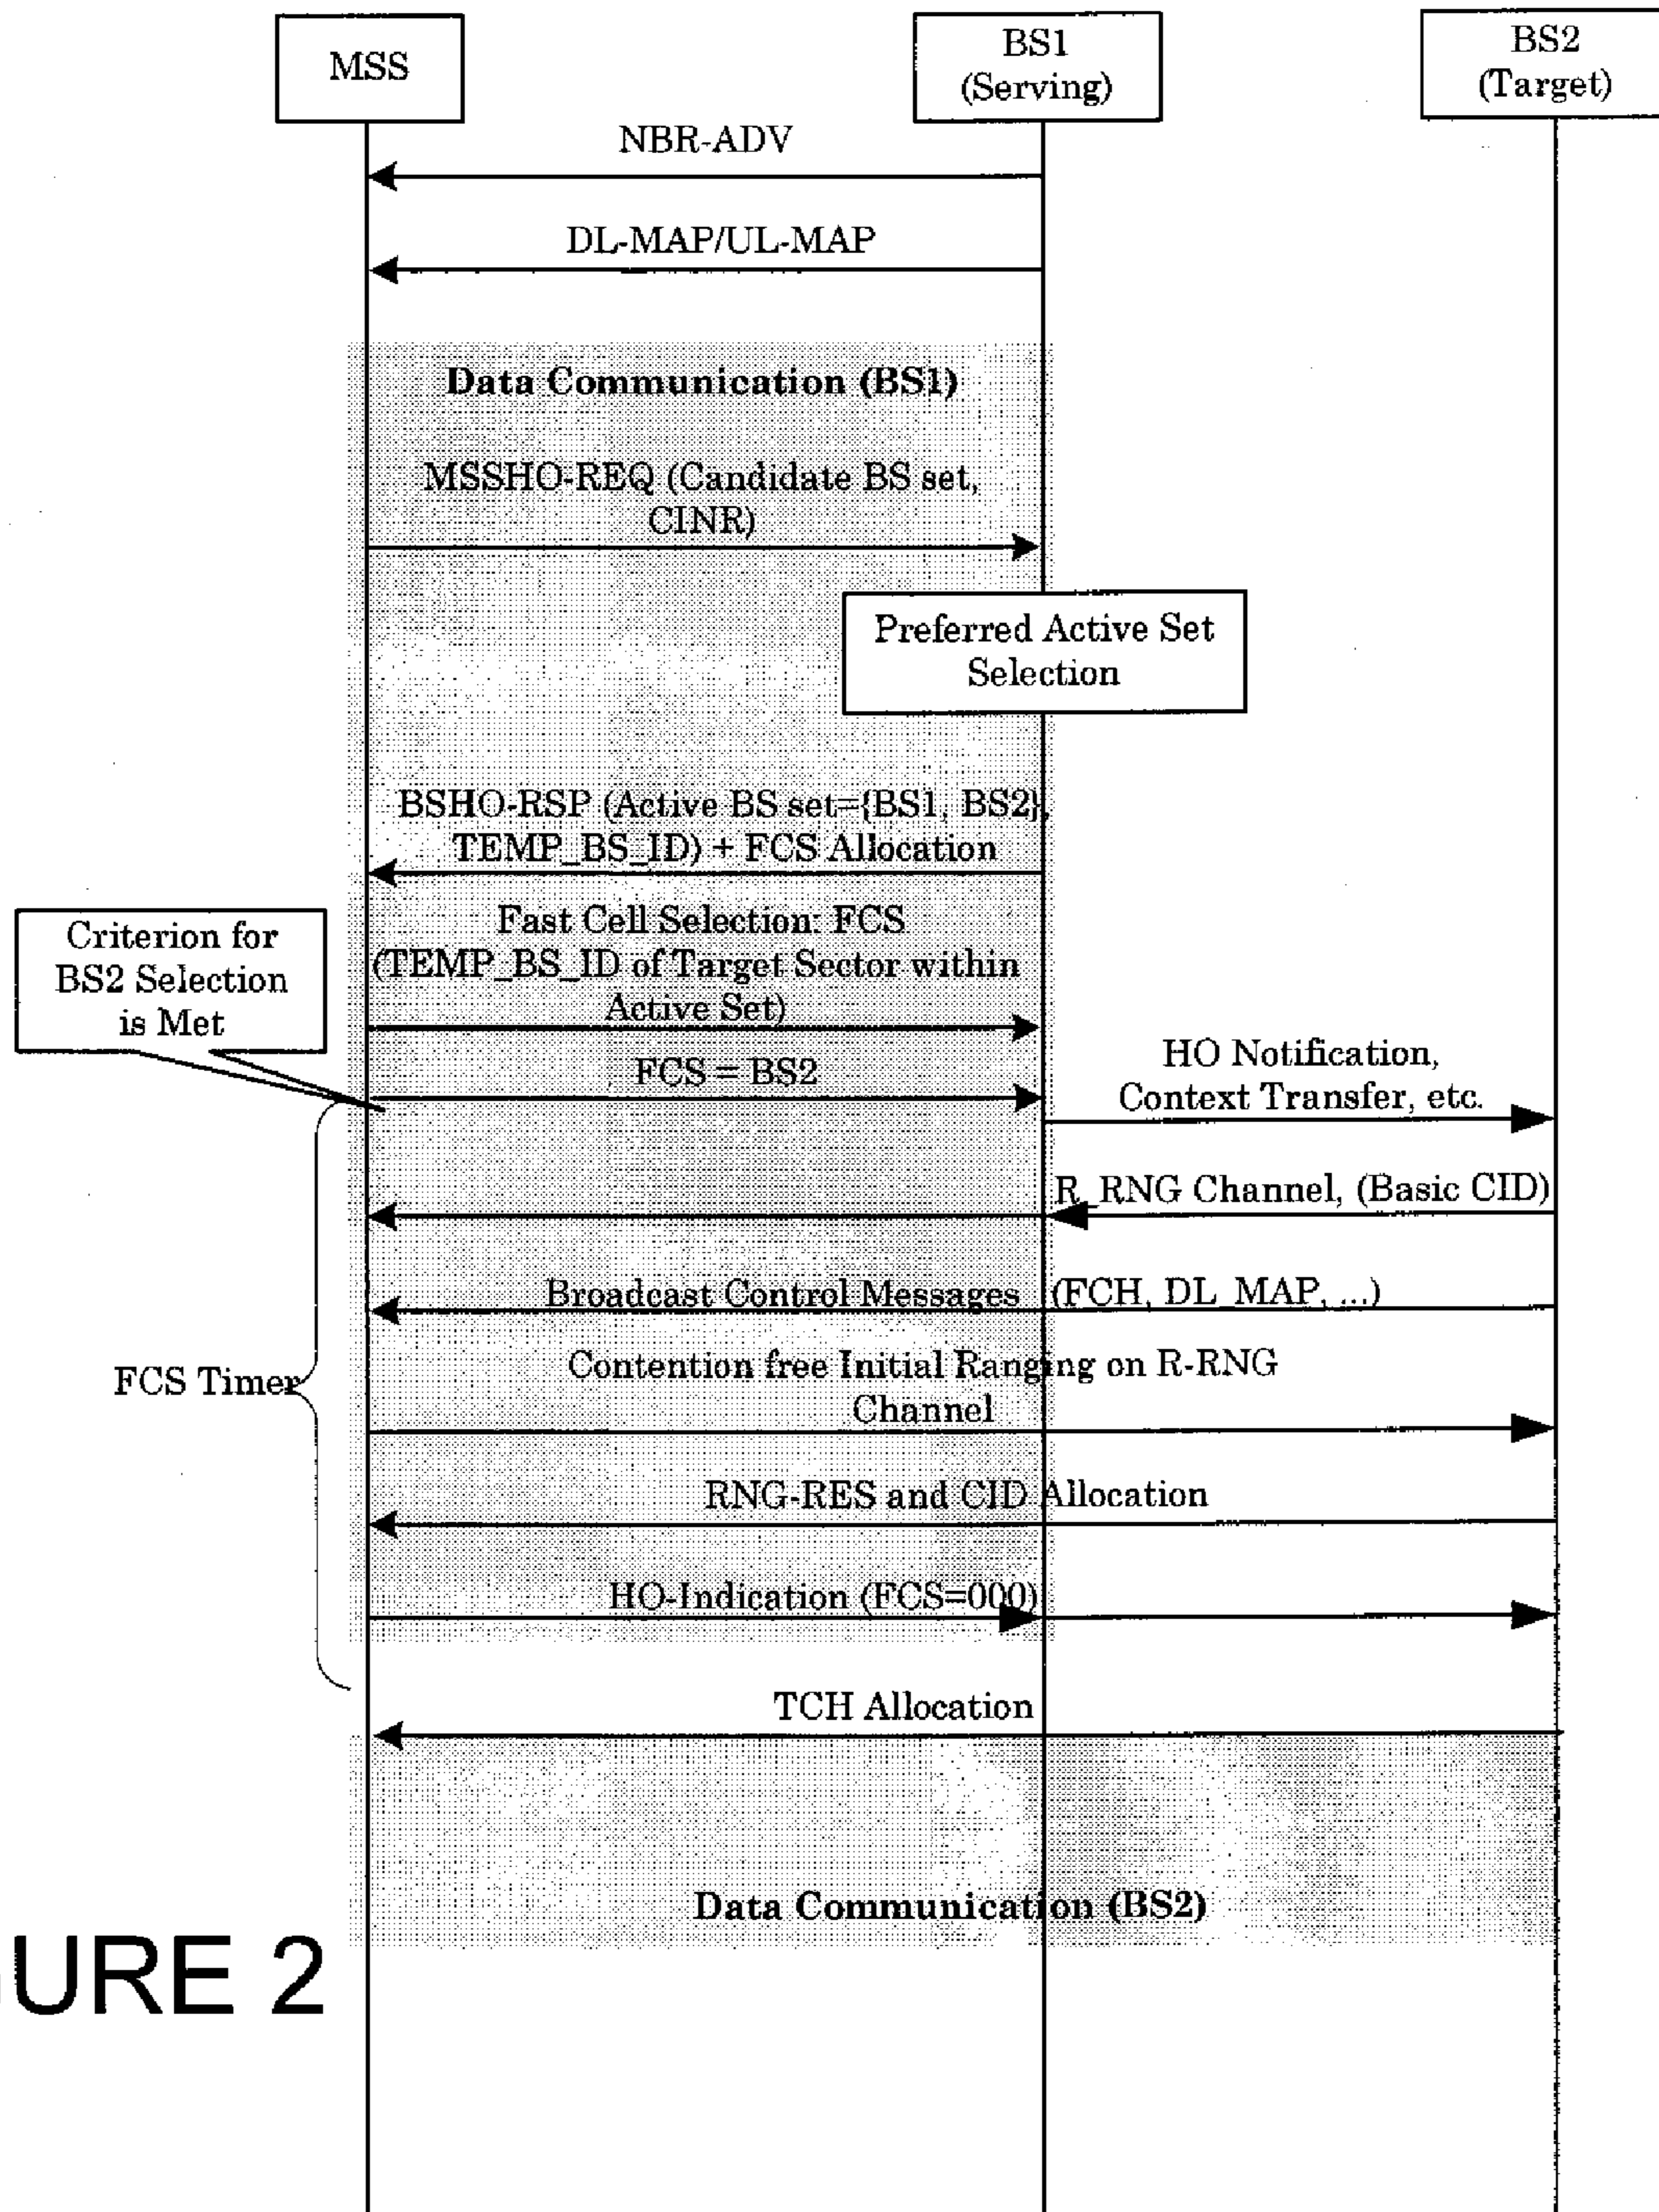 MSS
BS1
(Serving)
BS2
(Target)
NBR-ADV
DL-MAP/UL-MAP
Data Communication (BS1)
MSSHO-REQ (Candidate BS set,
CINR)
Preferred Active Set
Selection
BSHO-RSP (Active BS set={BS1, BS2},
TEMP_BS_ID) + FCS Allocation
Criterion for
BS2 Selection
is Met
Fast Cell Selection: FCS
(TEMP_BS_ID of Target Sector within
Active Set)
FCS = BS2
HO Notification,
Context Transfer, etc.
R_RNG Channel, (Basic CID)
Broadcast Control Messages (FCH, DL_MAP, ...)
FCS Timer
Contention free Initial Ranging on R-RNG
Channel
RNG-RES and CID Allocation
HO-Indication (FCS=000)
TCH Allocation
Data Communication (BS2)
GURE 2